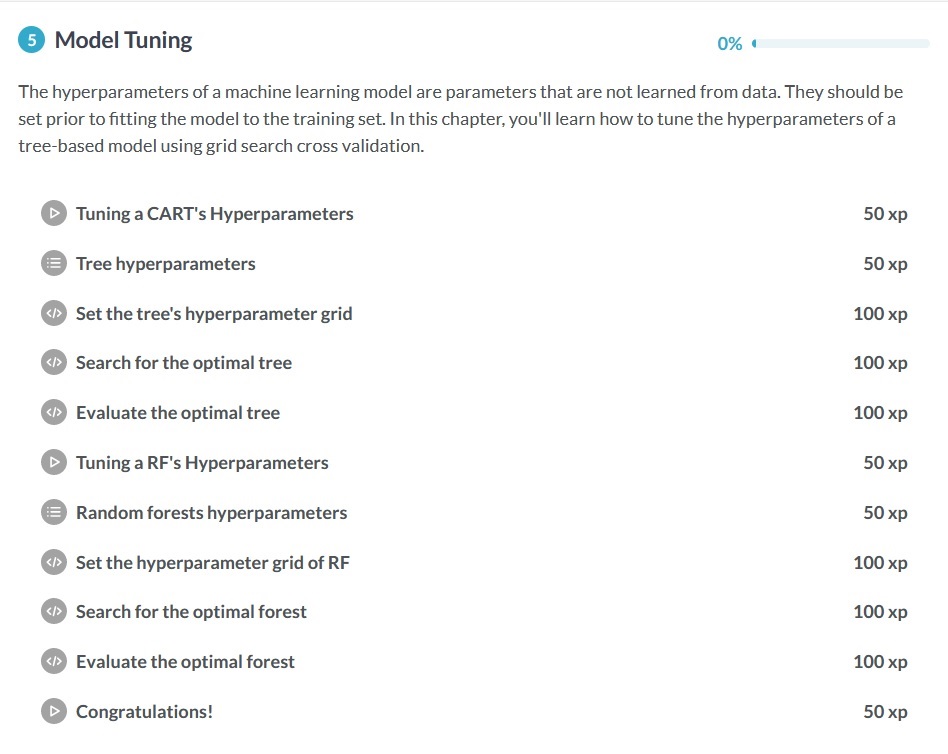 5 Model Tuning 0%
The hyperparameters of a machine learning model are parameters that are not learned from data. They should be
set prior to fitting the model to the training set. In this chapter, you'll learn how to tune the hyperparameters of a
tree-based model using grid search cross validation.
Tuning a CART's Hyperparameters 50 xp
Tree hyperparameters 50 xp
</> Set the tree's hyperparameter grid 100 xp
</> Search for the optimal tree 100 xp
</> Evaluate the optimal tree 100 xp
Tuning a RF's Hyperparameters 50 xp
Random forests hyperparameters 50 xp
</> Set the hyperparameter grid of RF 100 xp
</> Search for the optimal forest 100 xp
</> Evaluate the optimal forest 100 xp
Congratulations! 50 xp